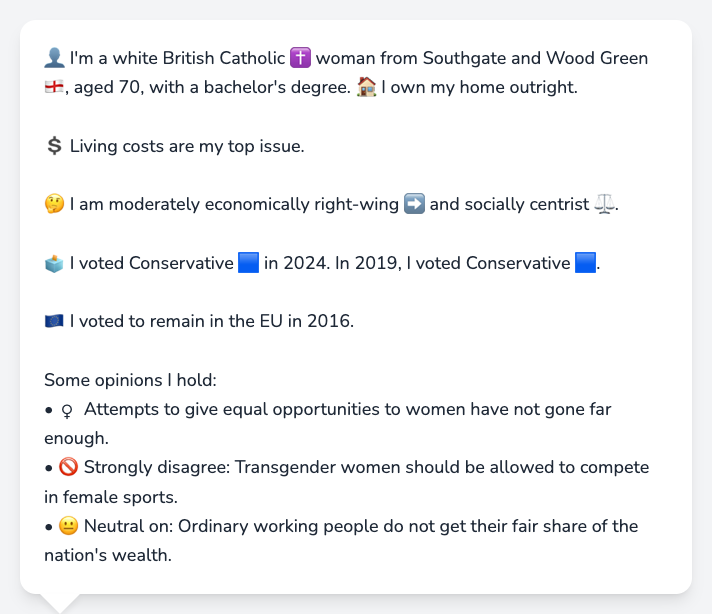 👤 I'm a white British Catholic ✝️ woman from Southgate and Wood Green
🏴󠁧󠁢󠁥󠁮󠁧󠁿, aged 70, with a bachelor's degree. 🏠 I own my home outright.
💲 Living costs are my top issue.
🤔 I am moderately economically right-wing ➡️ and socially centrist ⚖️.
🗳️ I voted Conservative 🟦 in 2024. In 2019, I voted Conservative 🟦.
🇪🇺 I voted to remain in the EU in 2016.
Some opinions I hold:
• ♀ Attempts to give equal opportunities to women have not gone far
enough.
• 🚫 Strongly disagree: Transgender women should be allowed to compete
in female sports.
• 😐 Neutral on: Ordinary working people do not get their fair share of the
nation's wealth.